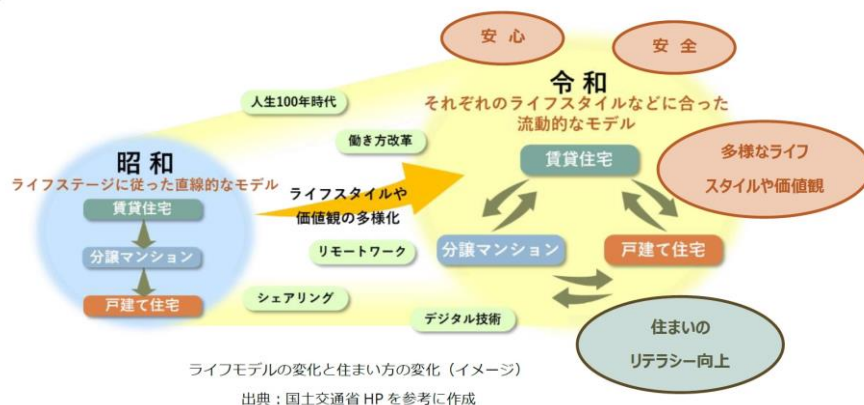 安 心
安 全
令 和
それぞれのライフスタイルなどに合った
流動的なモデル
人生100年時代
働き方改革
賃貸住宅
多様なライフ
スタイルや価値観
昭 和
ライフステージに従った直線的なモデル
賃貸住宅
分譲マンション
戸建て住宅
ライフスタイルや
価値観の多様化
リモートワーク
分譲マンション
戸建て住宅
シェアリング
デジタル技術
住まいの
リテラシー向上
ライフモデルの変化と住まい方の変化（イメージ）
出典：国土交通省 HP を参考に作成